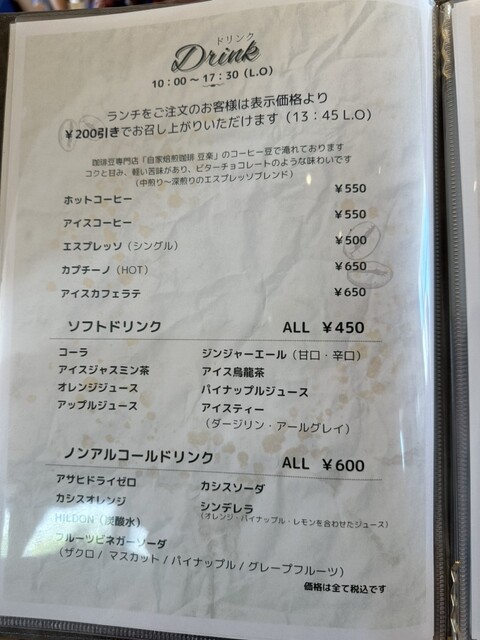 ドリンク
Drink
10：00～17：30（L.O）
ランチをご注文のお客様は表示価格より
￥200引きでお召し上がりいただけます（13：45 L.O）
珈琲豆専門店「自家焙煎珈琲 豆楽」のコーヒー豆で淹れております
コクと甘み、軽い苦味があり、ビターチョコレートのような味わいです
（中煎り～深煎りのエスプレッソブレンド）
ホットコーヒー ￥550
アイスコーヒー ￥550
エスプレッソ（シングル） ￥500
カプチーノ（HOT） ￥650
アイスカフェラテ ￥650
ソフトドリンク ALL ￥450
コーラ ジンジャーエール（甘口・辛口）
アイスジャスミン茶 アイス烏龍茶
オレンジジュース パイナップルジュース
アップルジュース アイスティー
（ダージリン・アールグレイ）
ノンアルコールドリンク ALL ￥600
アサヒドライゼロ カシスソーダ
カシスオレンジ シンデレラ
（オレンジ・パイナップル・レモンを合わせたジュース）
HILDON（炭酸水）
フルーツビネガーソーダ
（ザクロ / マスカット / パイナップル / グレープフルーツ）
価格は全て税込です